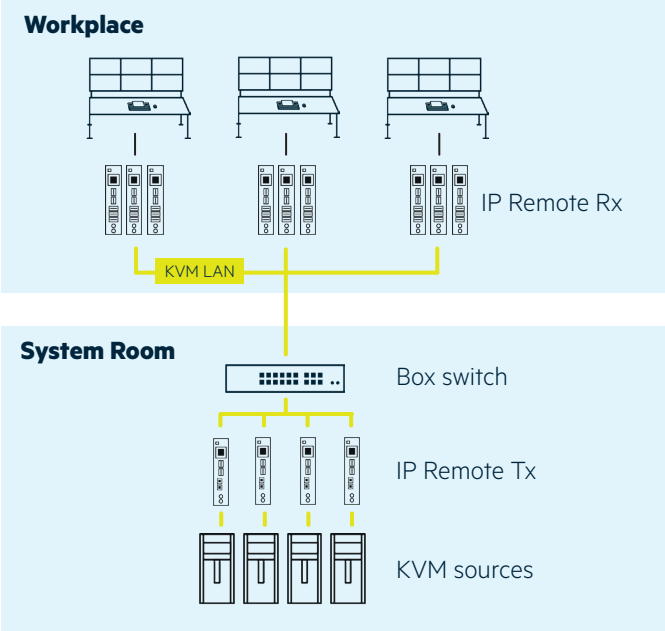 Workplace
IP Remote Rx
KVM LAN
System Room
Box switch
IP Remote Tx
KVM sources